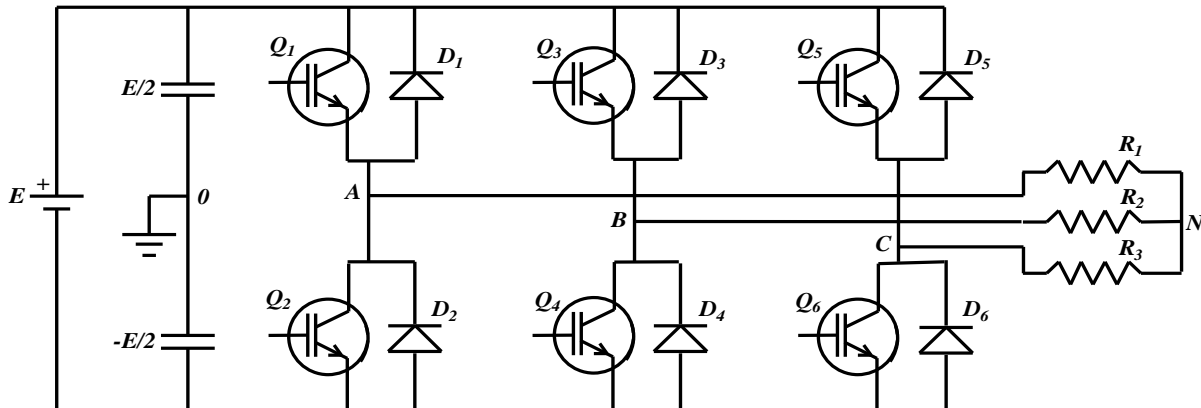 Q1
D1
Q3
D3
Q5
D5
E/2
E
+
0
A
B
C
R1
R2
R3
N
-E/2
Q2
D2
Q4
D4
Q6
D6